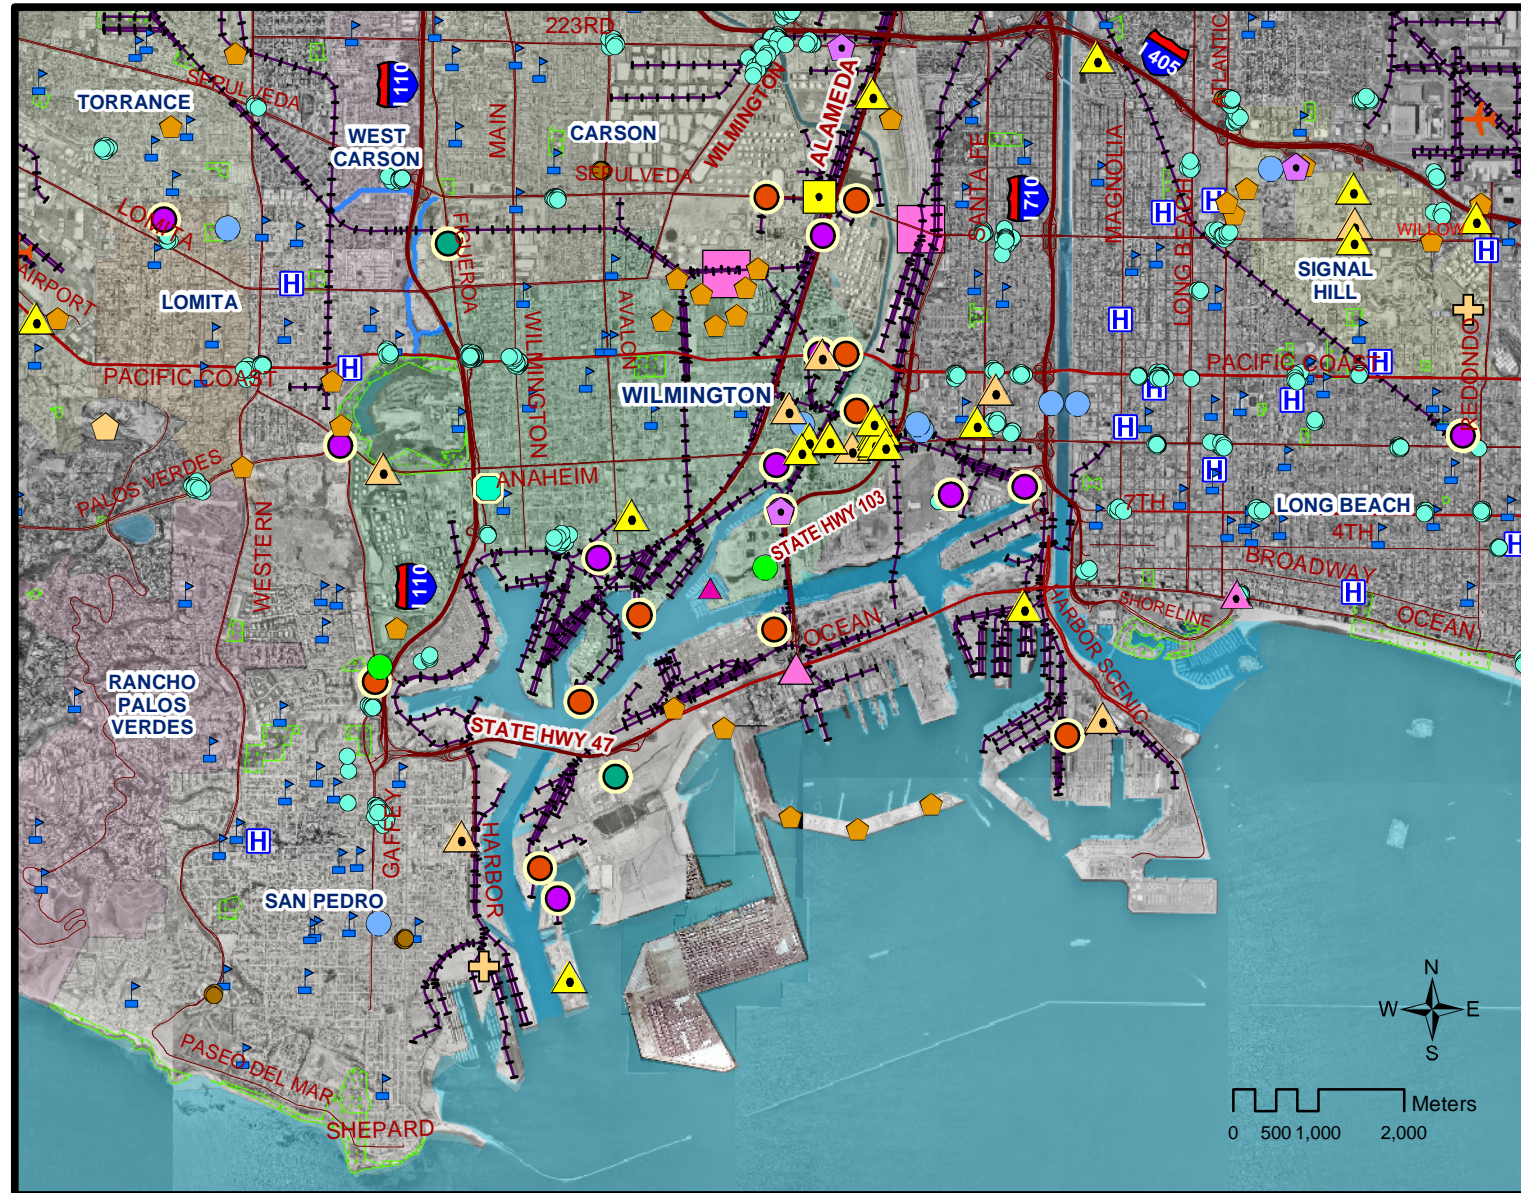 223RD
405
ATLANTIC
110
SEPULVEDA
TORRANCE
WEST
CARSON
MAIN
CARSON
WILMINGTON
ALAMEDA
SEPULVEDA
SANTA FE
710
MAGNOLIA
LONG BEACH
H
H
LOMITA
FIGUEROA
WILLOW
H
AIRPORT
LOMITA
H
SIGNAL
HILL
WILMINGTON
AVALON
H
REDONDO
PACIFIC COAST
H
PACIFIC COAST
H
WILMINGTON
H
H
H
PALOS VERDES
ANAHEIM
H
7TH
LONG BEACH
4TH
H
STATE HWY 103
BROADWAY
WESTERN
110
HARBOR SCENIC
SHORELINE
H
OCEAN
OCEAN
RANCHO
PALOS
VERDES
STATE HWY 47
GAFFEY
HARBOR
H
SAN PEDRO
N
W
E
S
PASEO DEL MAR
SHEPARD
Meters
0 500 1,000 2,000